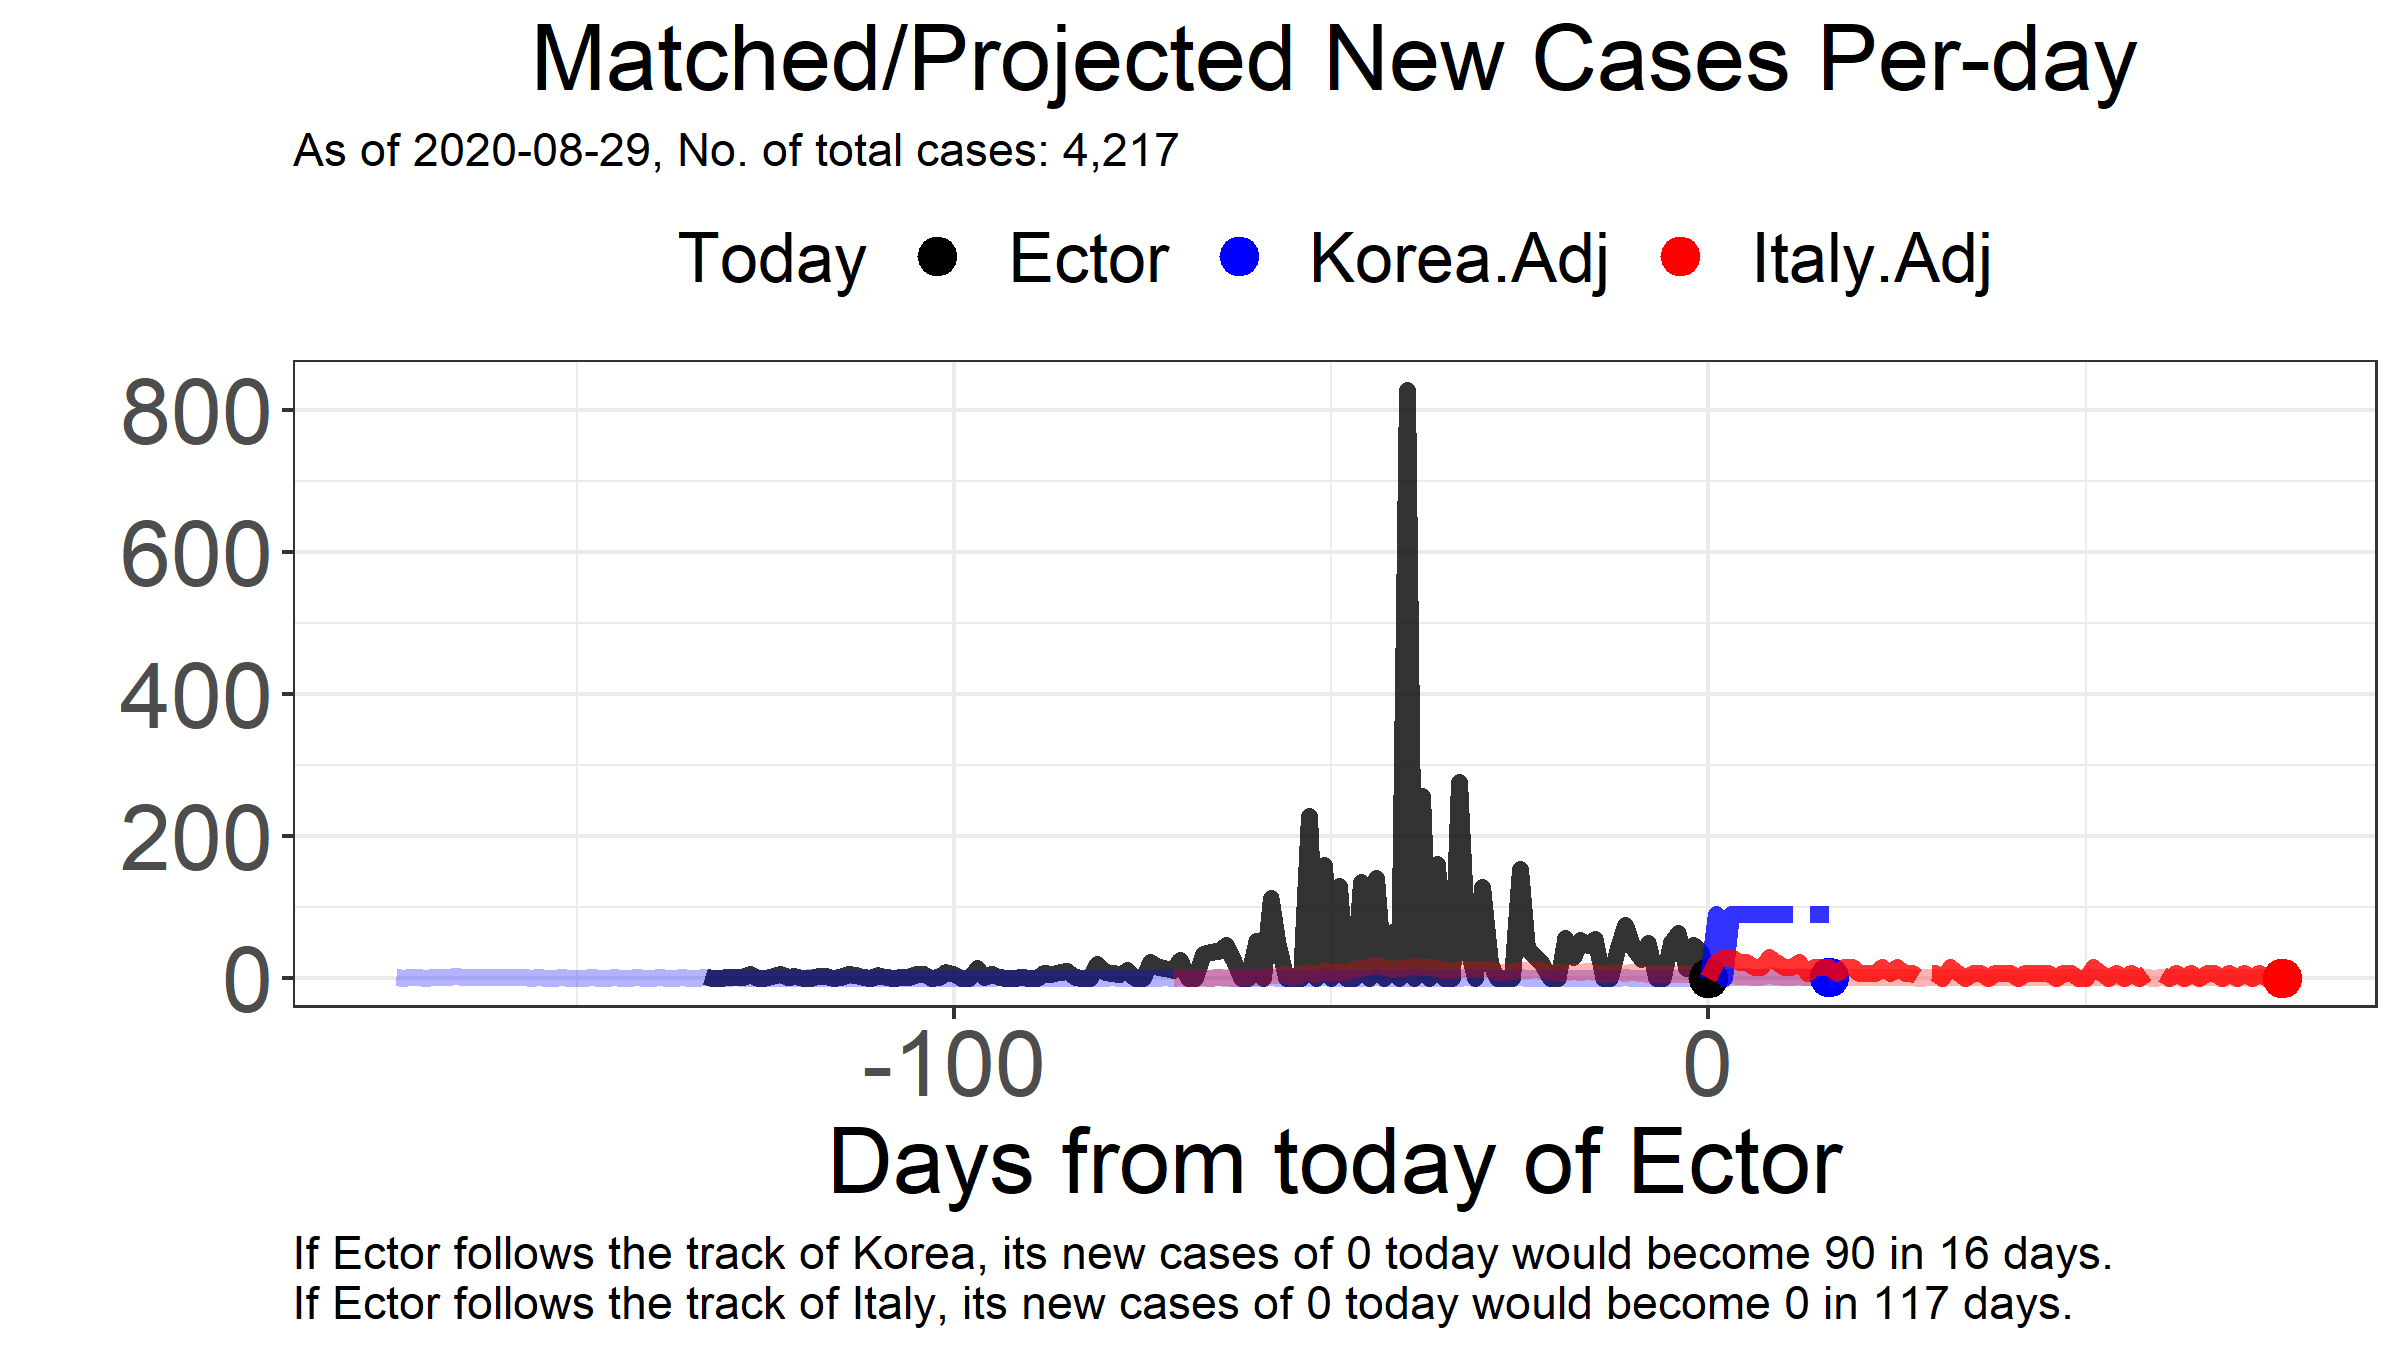 Matched/Projected New Cases Per-day
As of 2020-08-29, No. of total cases: 4,217
Today Ector Korea.Adj Italy.Adj
800
600
400
200
0
-100 0
Days from today of Ector
If Ector follows the track of Korea, its new cases of 0 today would become 90 in 16 days.
If Ector follows the track of Italy, its new cases of 0 today would become 0 in 117 days.